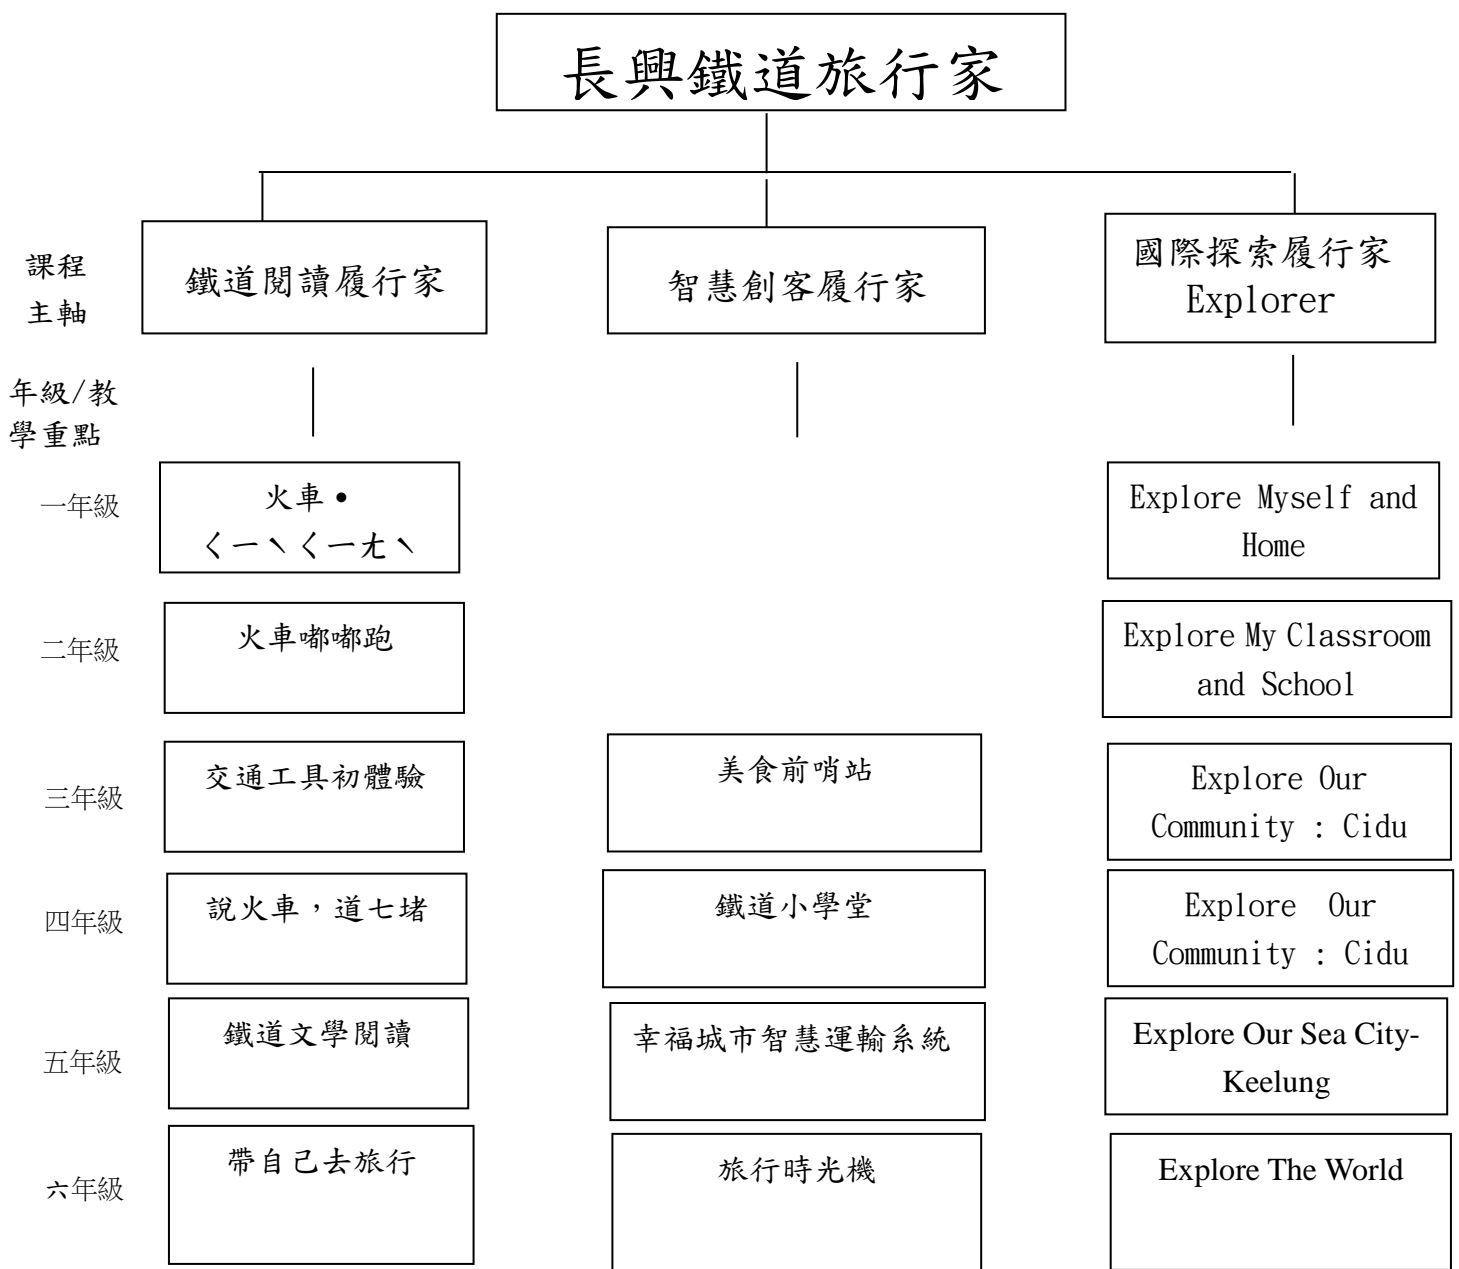 長興鐵道旅行家
課程
主軸
鐵道閱讀履行家
智慧創客履行家
國際探索履行家
Explorer
年級/教
學重點
一年級
火車•
ㄑㄧˋㄑㄧㄤˋ
Explore Myself and
Home
二年級
火車嘟嘟跑
Explore My Classroom
and School
三年級
交通工具初體驗
美食前哨站
Explore Our
Community : Cidu
四年級
說火車，道七堵
鐵道小學堂
Explore Our
Community : Cidu
五年級
鐵道文學閱讀
幸福城市智慧運輸系統
Explore Our Sea City-
Keelung
六年級
帶自己去旅行
旅行時光機
Explore The World